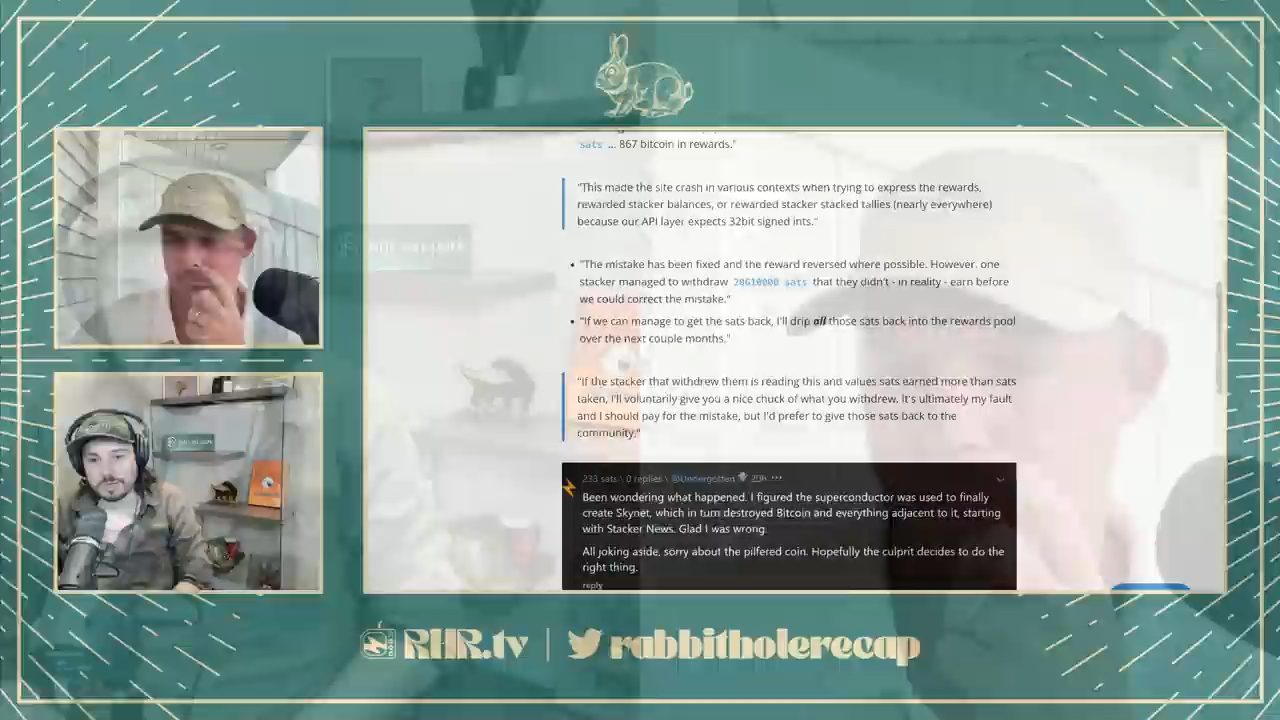 sats ... 867 bitcoin in rewards."
"This made the site crash in various contexts when trying to express the rewards,
rewarded stacker balances, or rewarded stacker stacked tallies (nearly everywhere)
because our API layer expects 32bit signed ints."
• "The mistake has been fixed and the reward reversed where possible. However, one
stacker managed to withdraw 20610000 sats that they didn't - in reality - earn before
we could correct the mistake."
• "If we can manage to get the sats back, I'll drip all those sats back into the rewards pool
over the next couple months."
"If the stacker that withdrew them is reading this and values sats earned more than sats
taken, I'll voluntarily give you a nice chuck of what you withdrew. It's ultimately my fault
and I should pay for the mistake, but I'd prefer to give those sats back to the
community."
233 sats \ 0 replies \ @Undergotten 20h •••
Been wondering what happened. I figured the superconductor was used to finally
create Skynet, which in turn destroyed Bitcoin and everything adjacent to it, starting
with Stacker News. Glad I was wrong.
All joking aside, sorry about the pilfered coin. Hopefully the culprit decides to do the
right thing.
reply
RHR.tv | rabbitholerecap